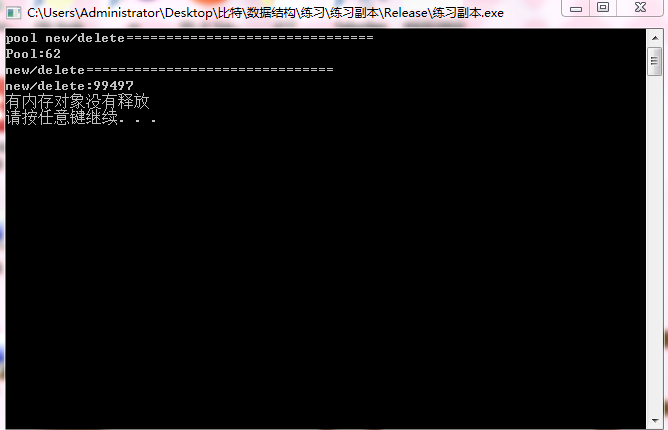 C:\Users\Administrator\Desktop\比特\数据结构\练习\练习副本\Release\练习副本.exe
pool new/delete===============================
Pool:62
new/delete===============================
new/delete:99497
有内存对象没有释放
请按任意键继续. . .